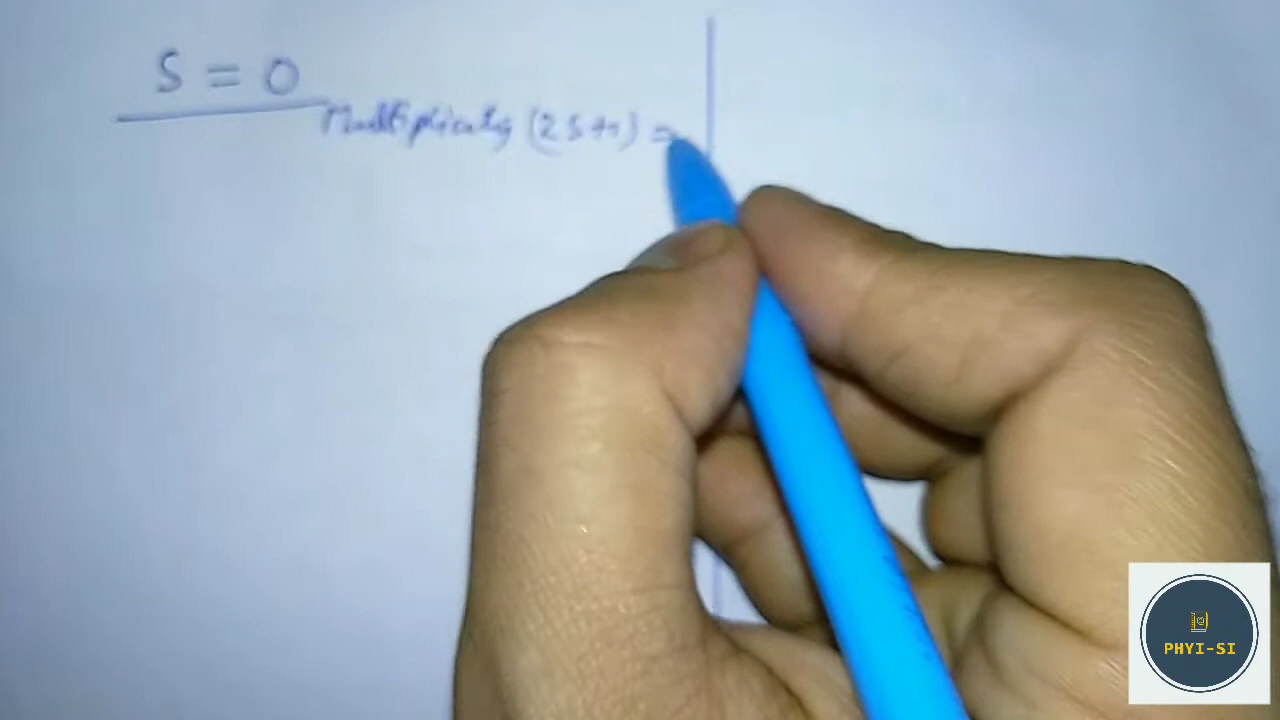 S = 0
Multiplicity (2S+1) =
PHYI-SI